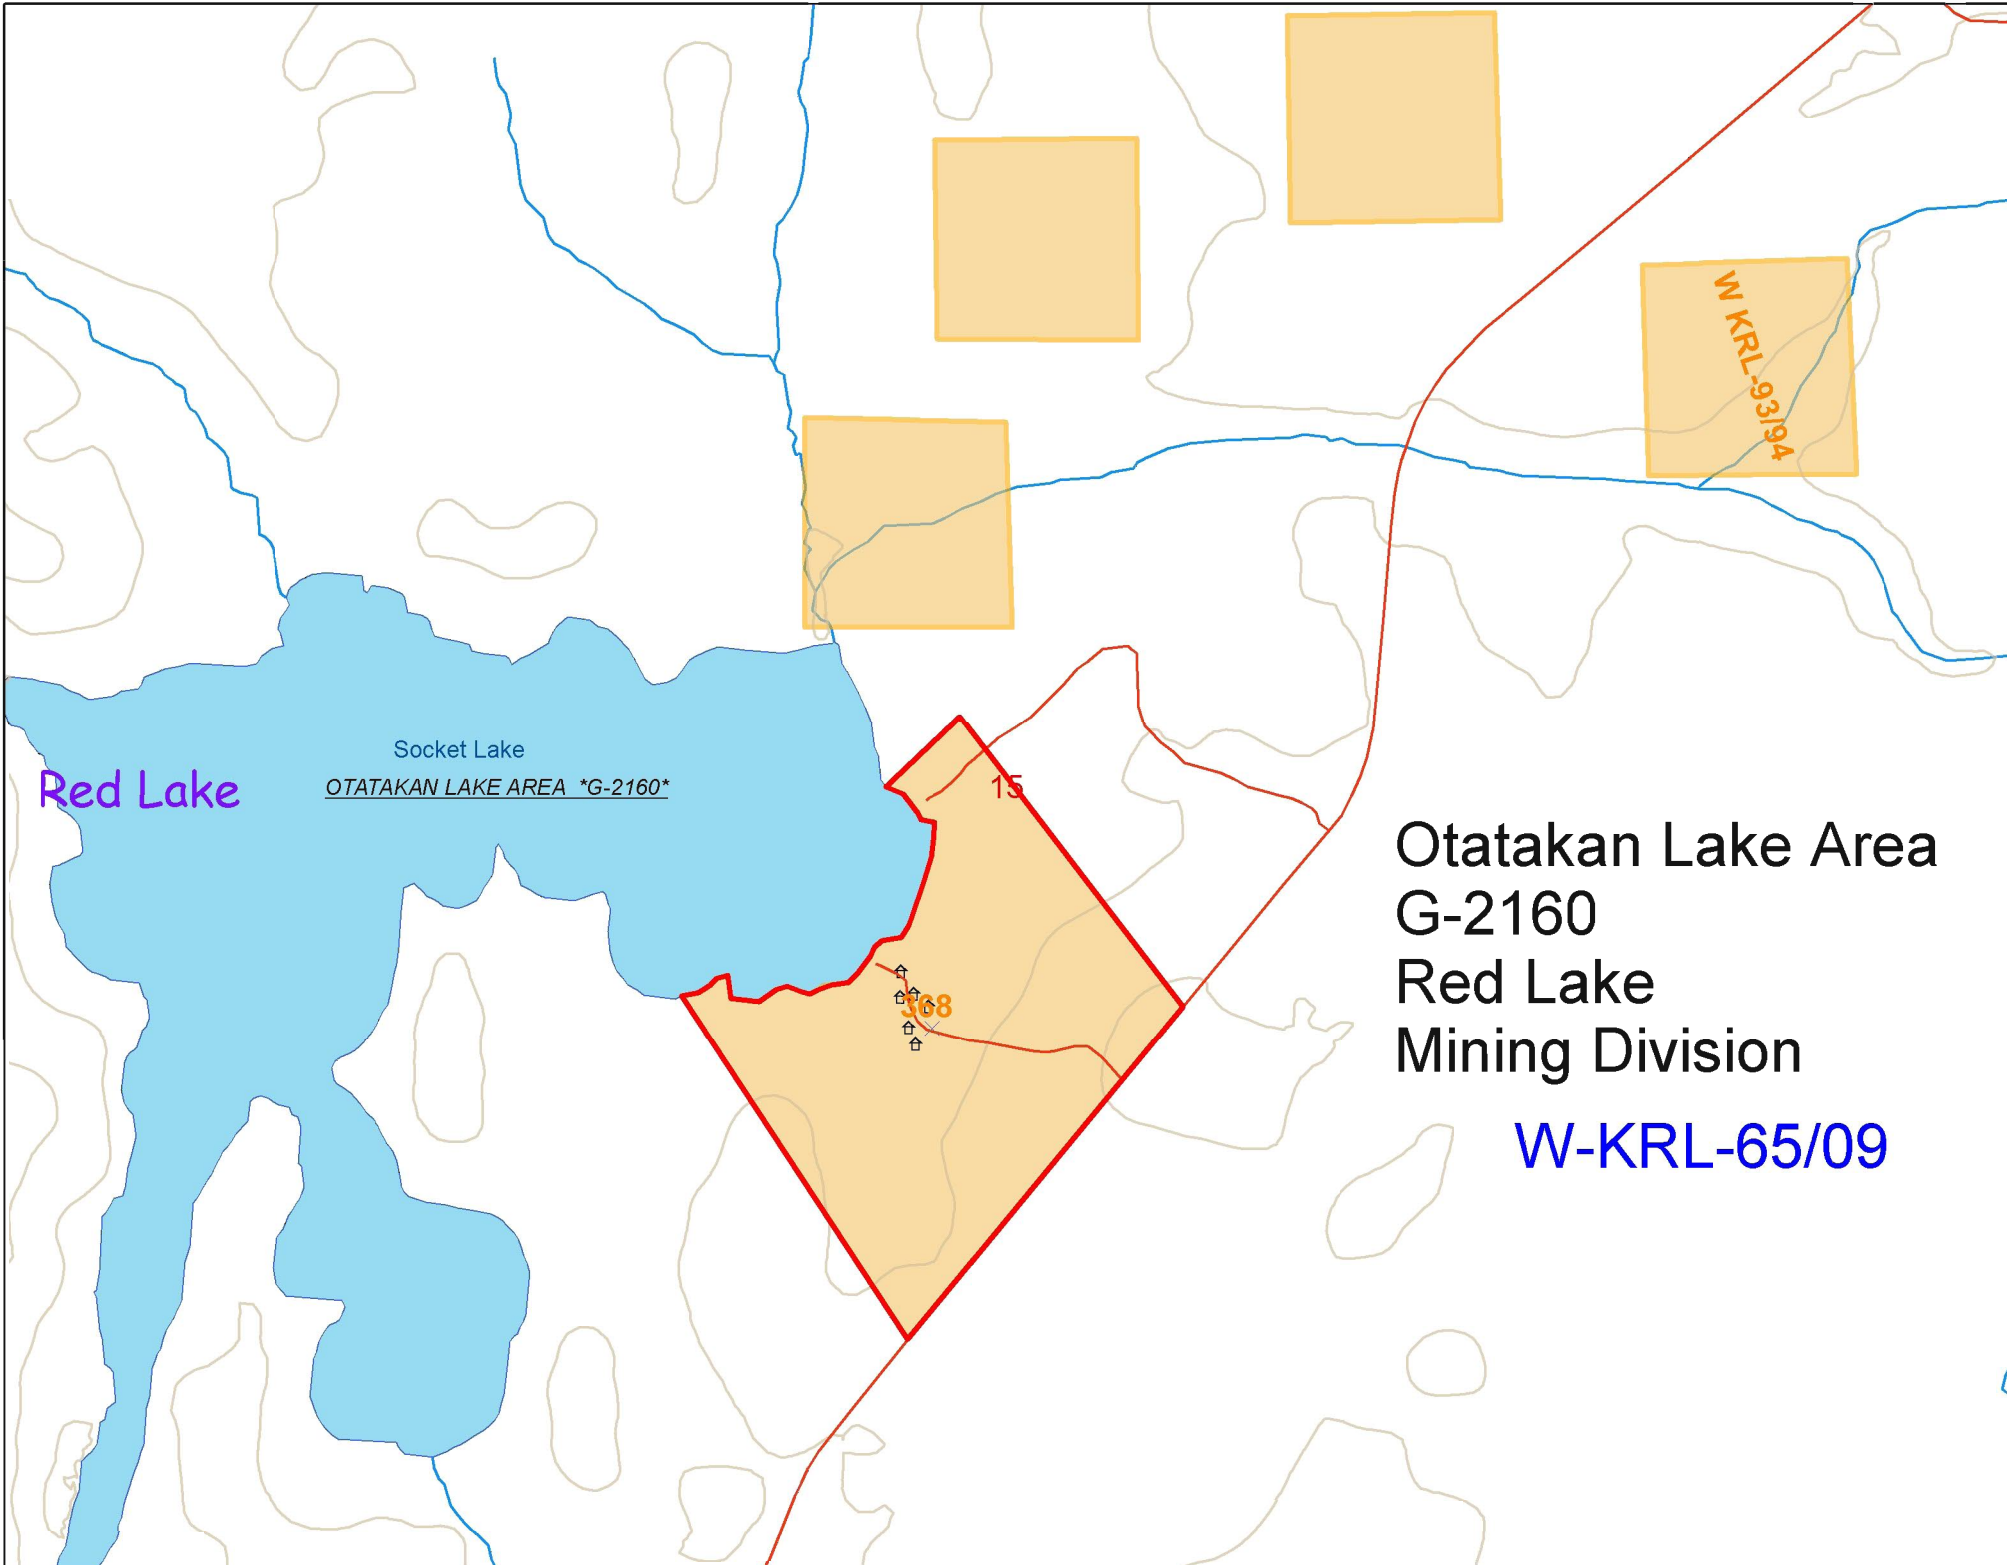 W KRL-93/94
Socket Lake
Red Lake
OTATAKAN LAKE AREA *G-2160*
15
Otatakan Lake Area
G-2160
Red Lake
Mining Division
368
W-KRL-65/09